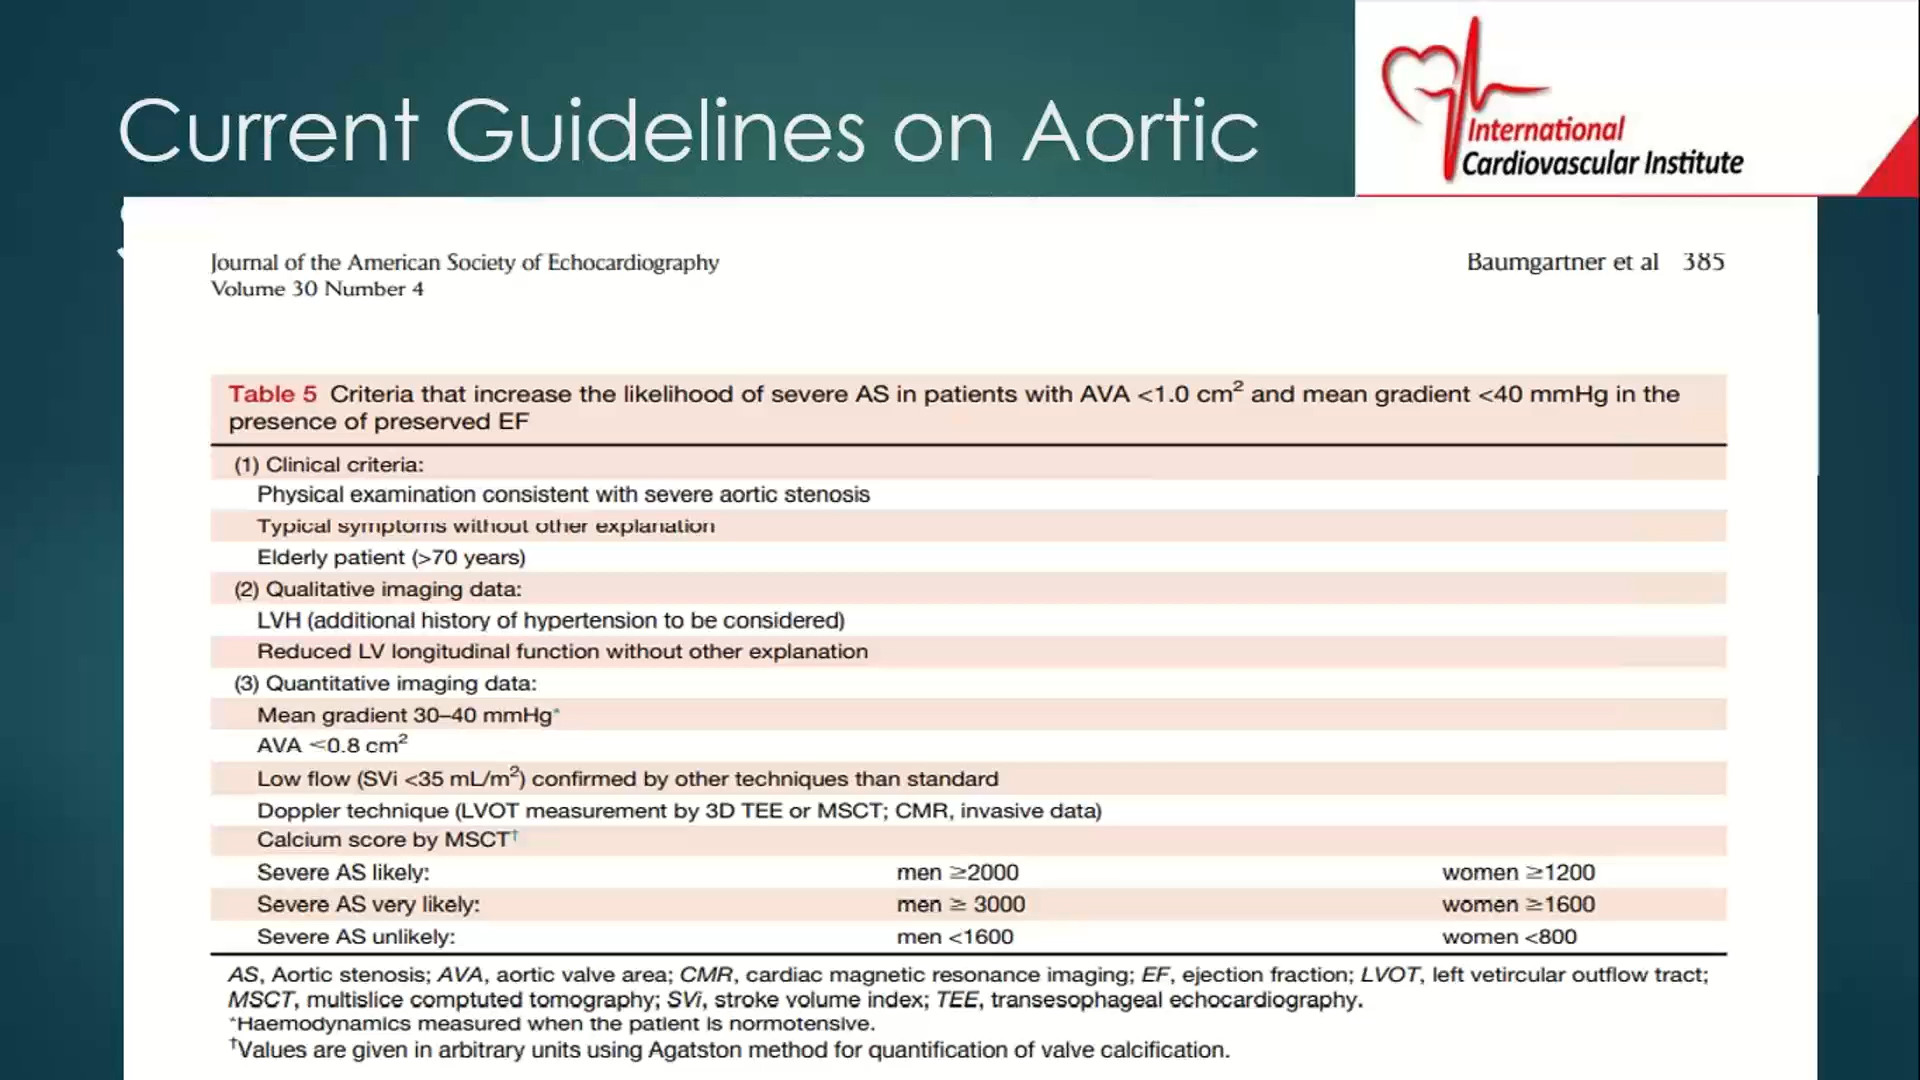 Current Guidelines on Aortic
International
Cardiovascular Institute
Journal of the American Society of Echocardiography
Volume 30 Number 4
Baumgartner et al 385
Table 5 Criteria that increase the likelihood of severe AS in patients with AVA <1.0 cm² and mean gradient <40 mmHg in the
presence of preserved EF
(1) Clinical criteria:
Physical examination consistent with severe aortic stenosis
Typical symptoms without other explanation
Elderly patient (>70 years)
(2) Qualitative imaging data:
LVH (additional history of hypertension to be considered)
Reduced LV longitudinal function without other explanation
(3) Quantitative imaging data:
Mean gradient 30–40 mmHg*
AVA <0.8 cm²
Low flow (SVi <35 mL/m²) confirmed by other techniques than standard
Doppler technique (LVOT measurement by 3D TEE or MSCT; CMR, invasive data)
Calcium score by MSCT†
Severe AS likely: men ≥2000 women ≥1200
Severe AS very likely: men ≥ 3000 women ≥1600
Severe AS unlikely: men <1600 women <800
AS, Aortic stenosis; AVA, aortic valve area; CMR, cardiac magnetic resonance imaging; EF, ejection fraction; LVOT, left vetircular outflow tract;
MSCT, multislice comptuted tomography; SVi, stroke volume index; TEE, transesophageal echocardiography.
*Haemodynamics measured when the patient is normotensive.
†Values are given in arbitrary units using Agatston method for quantification of valve calcification.